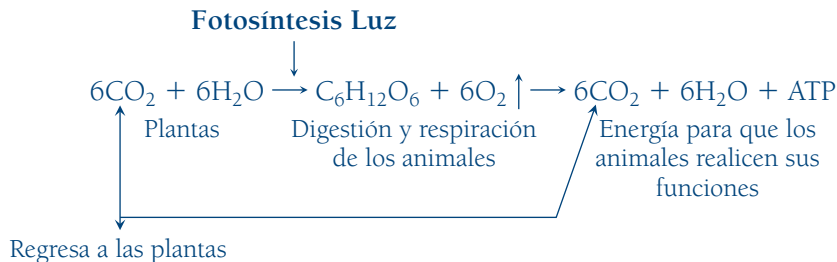 Fotosíntesis Luz
6CO₂ + 6H₂O → C₆H₁₂O₆ + 6O₂ ↑ → 6CO₂ + 6H₂O + ATP
Plantas Digestión y respiración Energía para que los
de los animales animales realicen sus
funciones
Regresa a las plantas